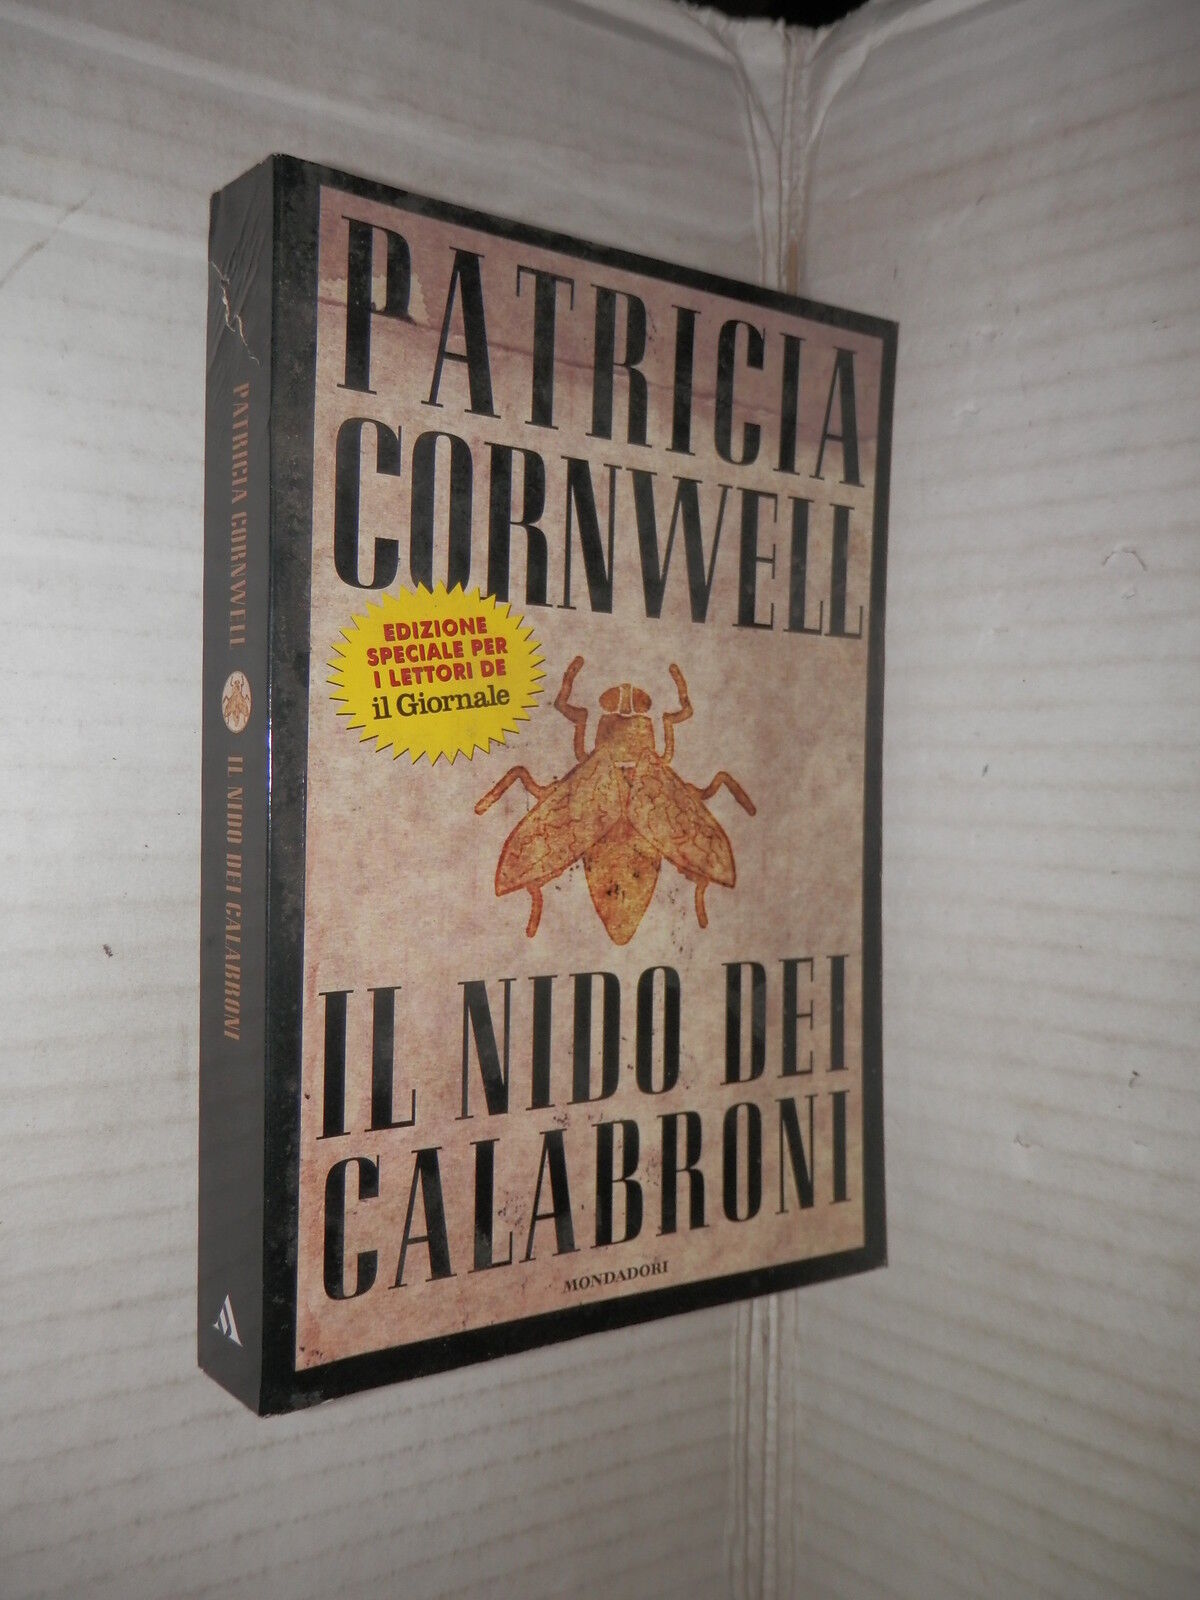 PATRICIA
CORNWELL
EDIZIONE
SPECIALE PER
I LETTORI DE
il Giornale
IL NIDO DEI
CALABRONI
MONDADORI
PATRICIA CORNWELL IL NIDO DEI CALABRONI